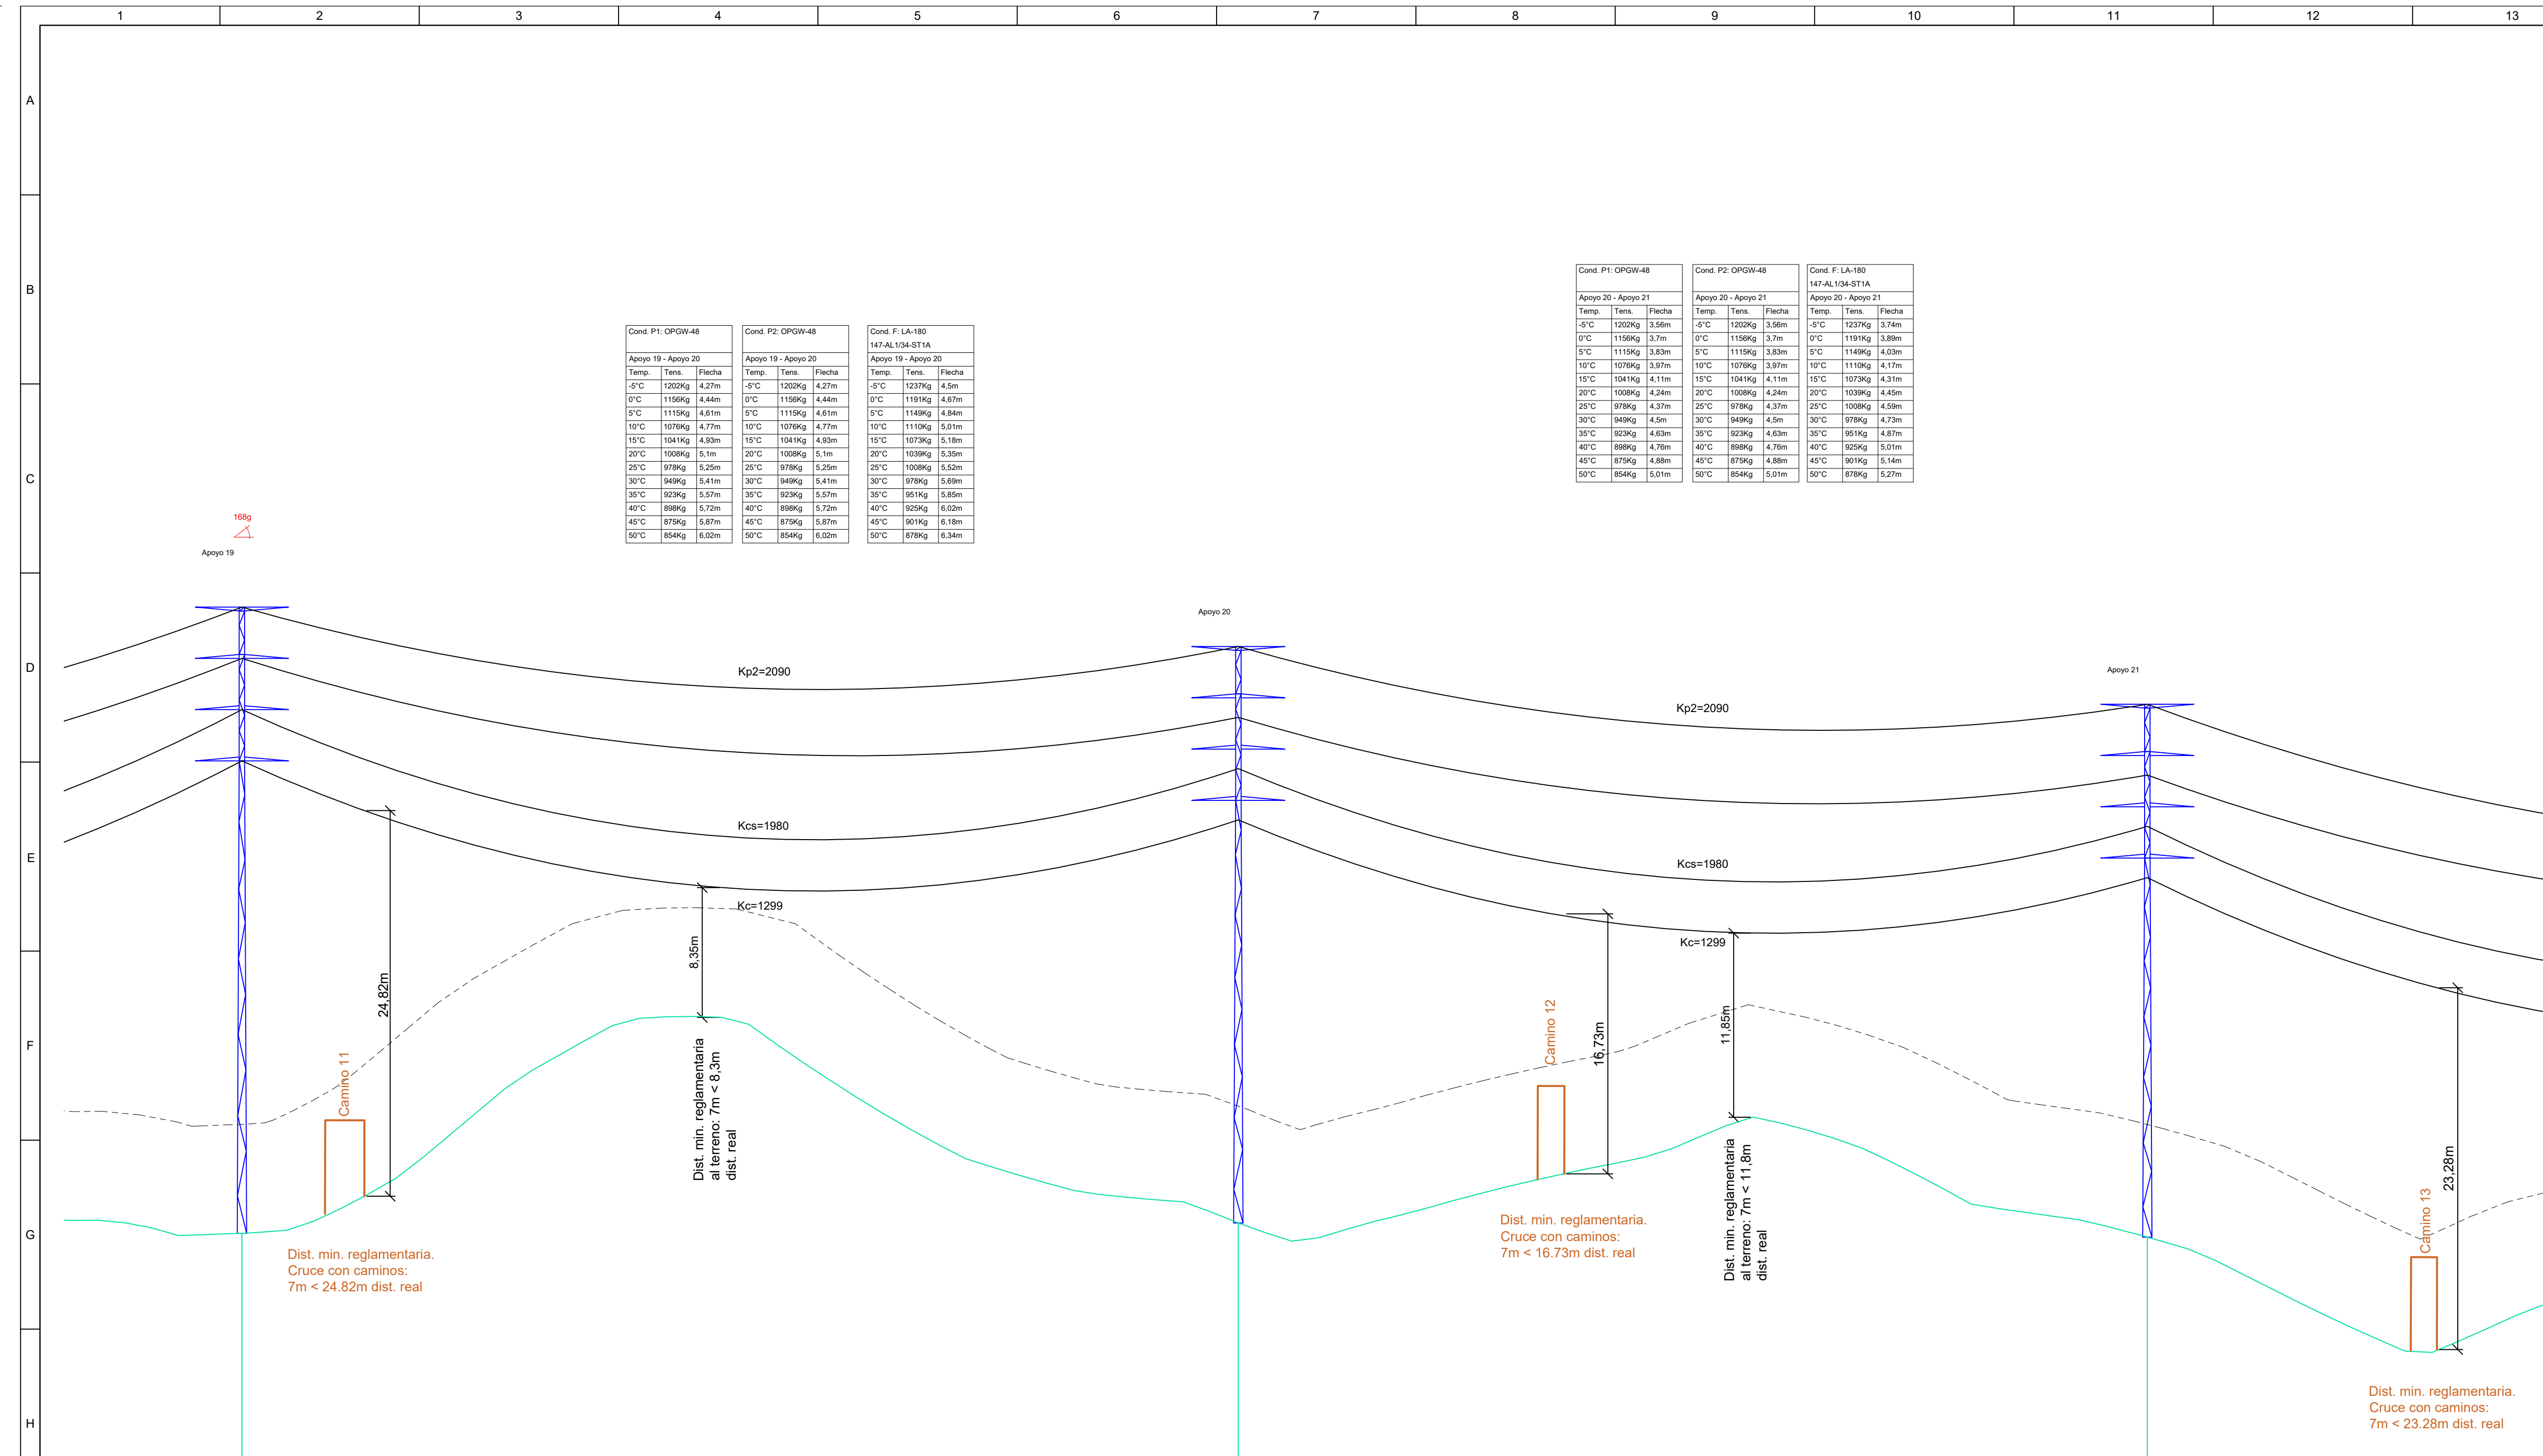 1 2 3 4 5 6 7 8 9 10 11 12 13
A
B
C
D
E
F
G
H
168g
Apoyo 19
Cond. P1: OPGW-48
Apoyo 19 - Apoyo 20
Temp. Tens. Flecha
-5°C 1202Kg 4,27m
0°C 1156Kg 4,44m
5°C 1115Kg 4,61m
10°C 1076Kg 4,77m
15°C 1041Kg 4,93m
20°C 1008Kg 5,1m
25°C 978Kg 5,25m
30°C 949Kg 5,41m
35°C 923Kg 5,57m
40°C 898Kg 5,72m
45°C 875Kg 5,87m
50°C 854Kg 6,02m
Cond. P2: OPGW-48
Apoyo 19 - Apoyo 20
Temp. Tens. Flecha
-5°C 1202Kg 4,27m
0°C 1156Kg 4,44m
5°C 1115Kg 4,61m
10°C 1076Kg 4,77m
15°C 1041Kg 4,93m
20°C 1008Kg 5,1m
25°C 978Kg 5,25m
30°C 949Kg 5,41m
35°C 923Kg 5,57m
40°C 898Kg 5,72m
45°C 875Kg 5,87m
50°C 854Kg 6,02m
Cond. F: LA-180
147-AL1/34-ST1A
Apoyo 19 - Apoyo 20
Temp. Tens. Flecha
-5°C 1237Kg 4,5m
0°C 1191Kg 4,67m
5°C 1149Kg 4,84m
10°C 1110Kg 5,01m
15°C 1073Kg 5,18m
20°C 1039Kg 5,35m
25°C 1008Kg 5,52m
30°C 978Kg 5,69m
35°C 951Kg 5,85m
40°C 925Kg 6,02m
45°C 901Kg 6,18m
50°C 878Kg 6,34m
Cond. P1: OPGW-48
Apoyo 20 - Apoyo 21
Temp. Tens. Flecha
-5°C 1202Kg 3,56m
0°C 1156Kg 3,7m
5°C 1115Kg 3,83m
10°C 1076Kg 3,97m
15°C 1041Kg 4,11m
20°C 1008Kg 4,24m
25°C 978Kg 4,37m
30°C 949Kg 4,5m
35°C 923Kg 4,63m
40°C 898Kg 4,76m
45°C 875Kg 4,88m
50°C 854Kg 5,01m
Cond. P2: OPGW-48
Apoyo 20 - Apoyo 21
Temp. Tens. Flecha
-5°C 1202Kg 3,56m
0°C 1156Kg 3,7m
5°C 1115Kg 3,83m
10°C 1076Kg 3,97m
15°C 1041Kg 4,11m
20°C 1008Kg 4,24m
25°C 978Kg 4,37m
30°C 949Kg 4,5m
35°C 923Kg 4,63m
40°C 898Kg 4,76m
45°C 875Kg 4,88m
50°C 854Kg 5,01m
Cond. F: LA-180
147-AL1/34-ST1A
Apoyo 20 - Apoyo 21
Temp. Tens. Flecha
-5°C 1237Kg 3,74m
0°C 1191Kg 3,89m
5°C 1149Kg 4,03m
10°C 1110Kg 4,17m
15°C 1073Kg 4,31m
20°C 1039Kg 4,45m
25°C 1008Kg 4,59m
30°C 978Kg 4,73m
35°C 951Kg 4,87m
40°C 925Kg 5,01m
45°C 901Kg 5,14m
50°C 878Kg 5,27m
Apoyo 20
Apoyo 21
Kp2=2090
Kcs=1980
Kc=1299
Kp2=2090
Kcs=1980
Kc=1299
24,82m
Camino 11
Dist. min. reglamentaria.
Cruce con caminos:
7m < 24.82m dist. real
8,35m
Dist. min. reglamentaria
al terreno: 7m < 8,3m
dist. real
Camino 12
16,73m
Dist. min. reglamentaria.
Cruce con caminos:
7m < 16.73m dist. real
11,85m
Dist. min. reglamentaria
al terreno: 7m < 11,8m
dist. real
Camino 13
23,28m
Dist. min. reglamentaria.
Cruce con caminos:
7m < 23.28m dist. real